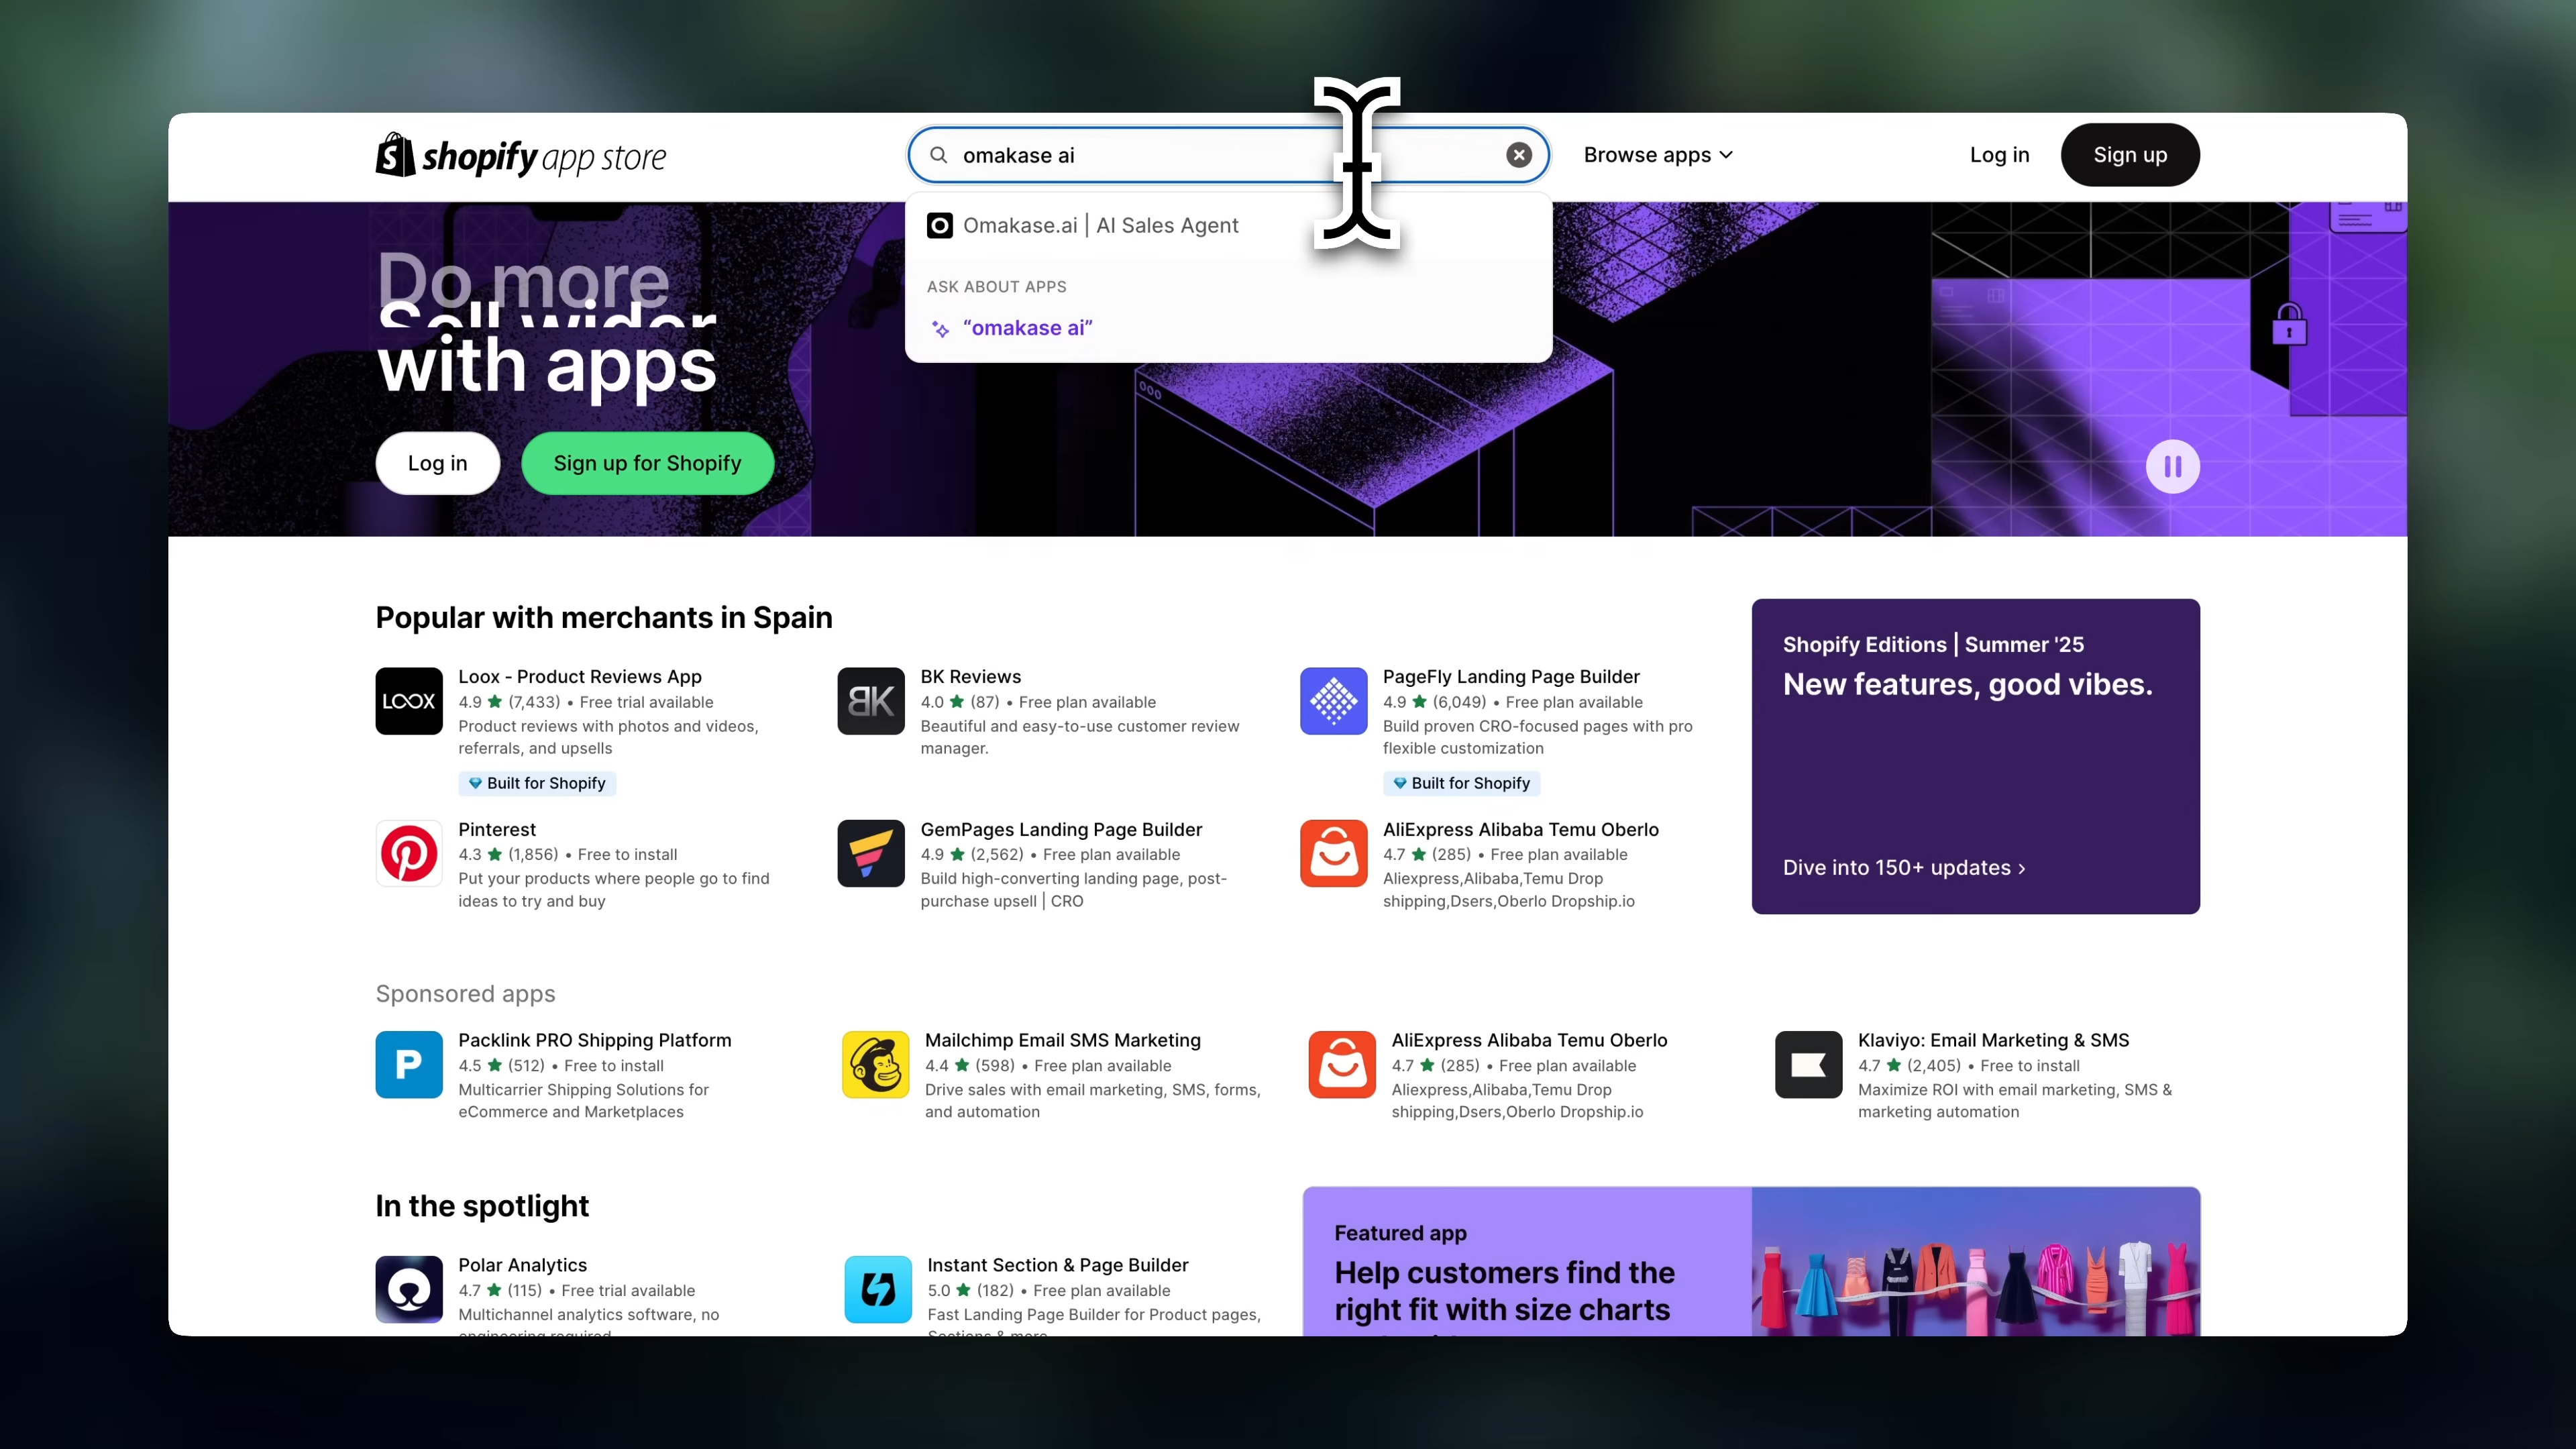 shopify app store
omakase ai
Browse apps
Log in
Sign up
Omakase.ai | AI Sales Agent
ASK ABOUT APPS
“omakase ai”
Do more
Sell wider
with apps
Log in
Sign up for Shopify
Popular with merchants in Spain
LOOX
Loox - Product Reviews App
4.9 ★ (7,433) • Free trial available
Product reviews with photos and videos,
referrals, and upsells
Built for Shopify
BK
BK Reviews
4.0 ★ (87) • Free plan available
Beautiful and easy-to-use customer review
manager.
PageFly Landing Page Builder
4.9 ★ (6,049) • Free plan available
Build proven CRO-focused pages with pro
flexible customization
Built for Shopify
Pinterest
4.3 ★ (1,856) • Free to install
Put your products where people go to find
ideas to try and buy
GemPages Landing Page Builder
4.9 ★ (2,562) • Free plan available
Build high-converting landing page, post-
purchase upsell | CRO
AliExpress Alibaba Temu Oberlo
4.7 ★ (285) • Free plan available
Aliexpress,Alibaba,Temu Drop
shipping,Dsers,Oberlo Dropship.io
Shopify Editions | Summer '25
New features, good vibes.
Dive into 150+ updates ›
Sponsored apps
P
Packlink PRO Shipping Platform
4.5 ★ (512) • Free to install
Multicarrier Shipping Solutions for
eCommerce and Marketplaces
Mailchimp Email SMS Marketing
4.4 ★ (598) • Free plan available
Drive sales with email marketing, SMS, forms,
and automation
AliExpress Alibaba Temu Oberlo
4.7 ★ (285) • Free plan available
Aliexpress,Alibaba,Temu Drop
shipping,Dsers,Oberlo Dropship.io
Klaviyo: Email Marketing & SMS
4.7 ★ (2,405) • Free to install
Maximize ROI with email marketing, SMS &
marketing automation
In the spotlight
Polar Analytics
4.7 ★ (115) • Free trial available
Multichannel analytics software, no
engineering required
Instant Section & Page Builder
5.0 ★ (182) • Free plan available
Fast Landing Page Builder for Product pages,
Sections & more
Featured app
Help customers find the
right fit with size charts